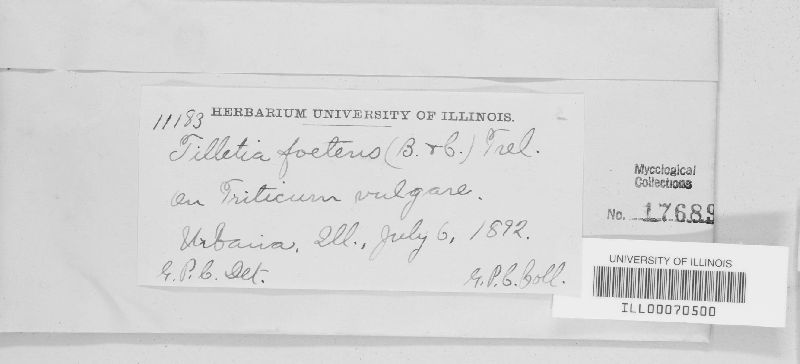 11183 HERBARIUM UNIVERSITY OF ILLINOIS.
Tilletia foetens (B. & C.) Trel.
on Triticum vulgare.
Urbana, Ill., July 6, 1892.
G.P.C. Det. G.P.C. Coll.
Mycological
Collections
No. 17689
UNIVERSITY OF ILLINOIS
ILL00070500